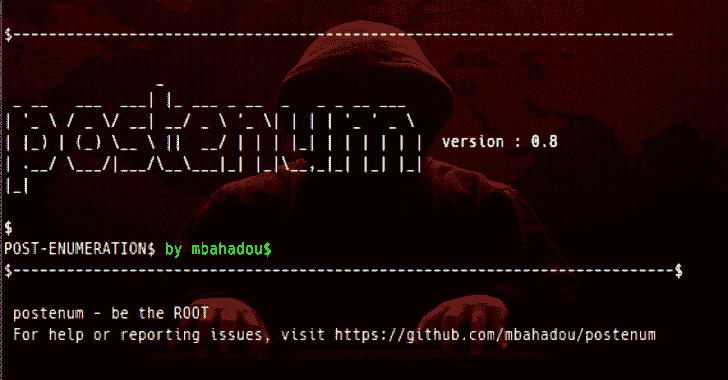 $--------------------------------------------------------------------------
postenum
version : 0.8
$
POST-ENUMERATION$ by mbahadou$
$--------------------------------------------------------------------------$
postenum - be the ROOT
For help or reporting issues, visit https://github.com/mbahadou/postenum